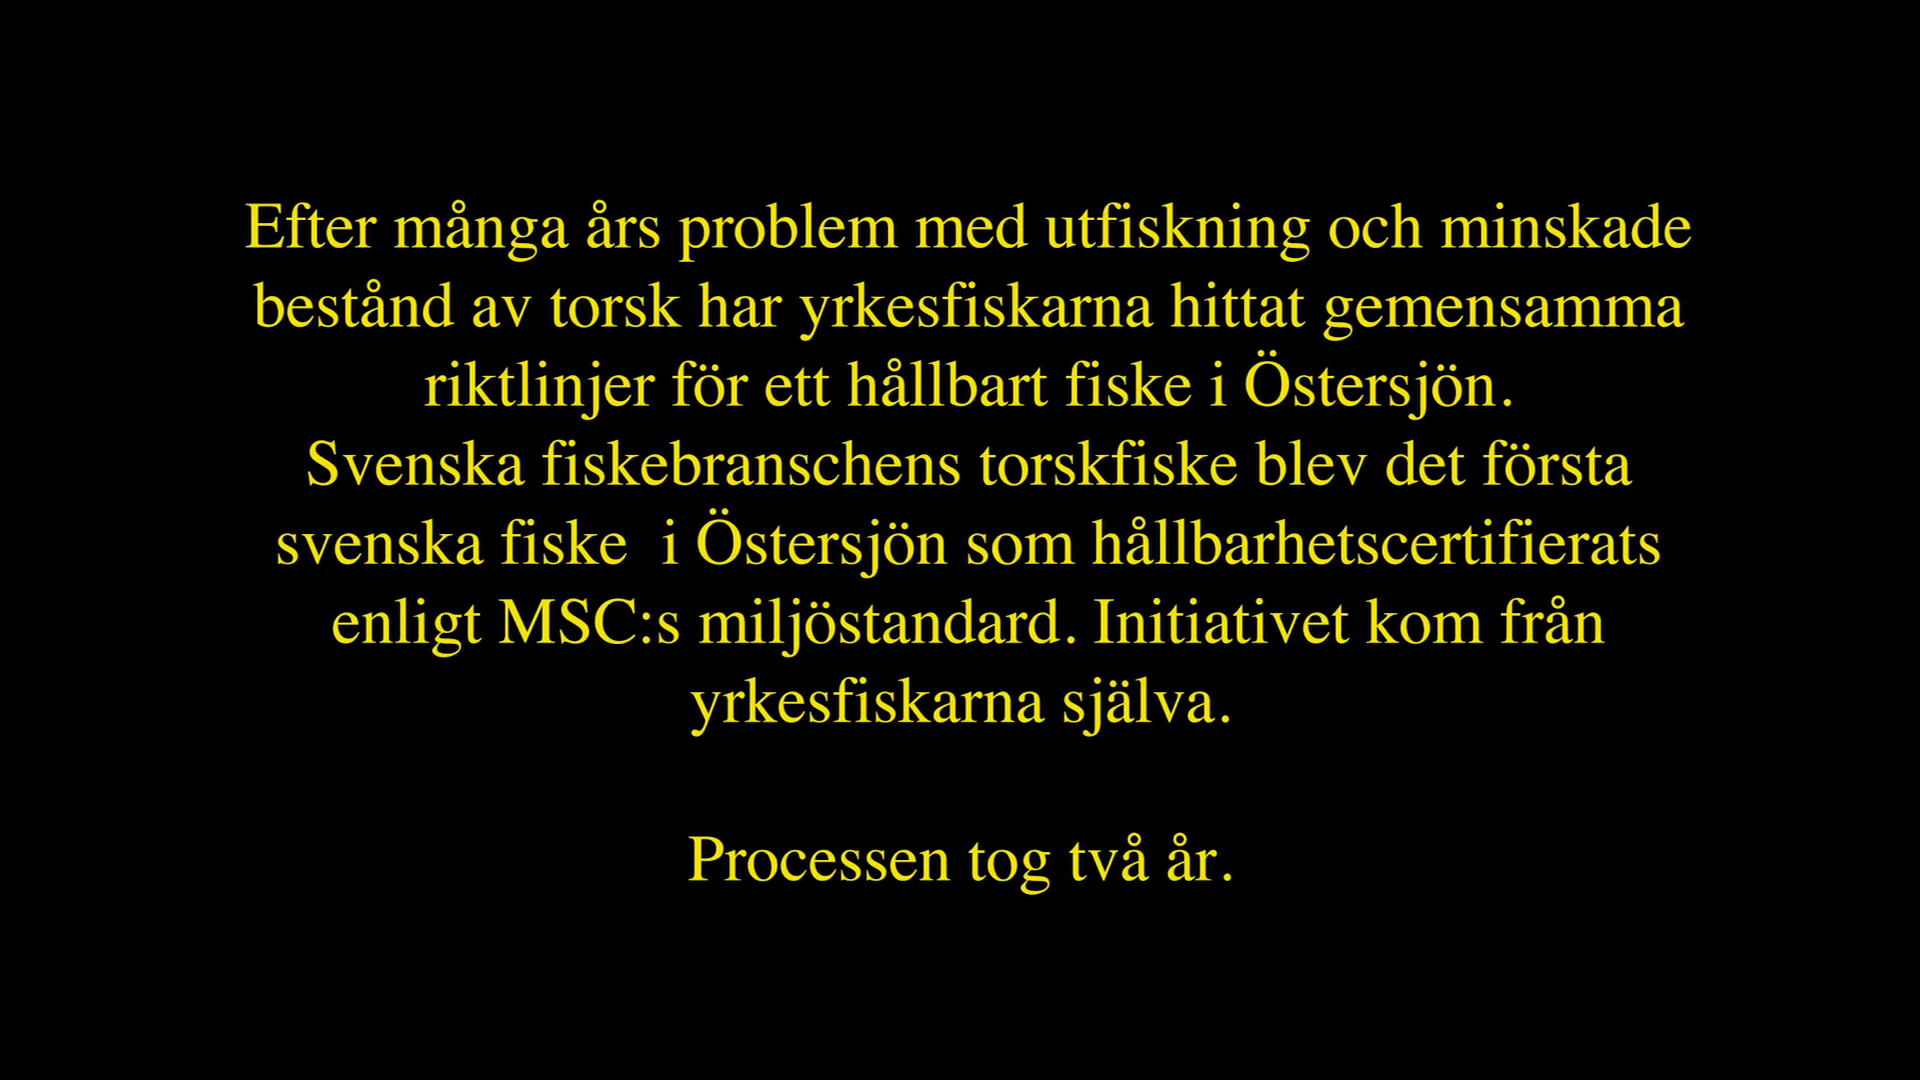 Efter många års problem med utfiskning och minskade
bestånd av torsk har yrkesfiskarna hittat gemensamma
riktlinjer för ett hållbart fiske i Östersjön.
Svenska fiskebranschens torskfiske blev det första
svenska fiske  i Östersjön som hållbarhetscertifierats
enligt MSC:s miljöstandard. Initiativet kom från
yrkesfiskarna själva.
Processen tog två år.